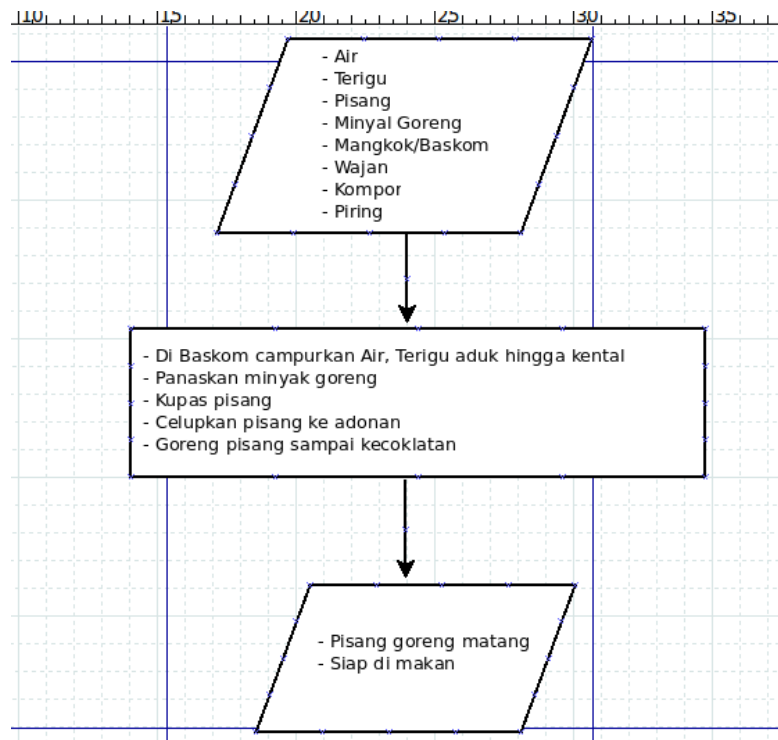 10 15 20 25 30 35
- Air
- Terigu
- Pisang
- Minyal Goreng
- Mangkok/Baskom
- Wajan
- Kompor
- Piring
- Di Baskom campurkan Air, Terigu aduk hingga kental
- Panaskan minyak goreng
- Kupas pisang
- Celupkan pisang ke adonan
- Goreng pisang sampai kecoklatan
- Pisang goreng matang
- Siap di makan